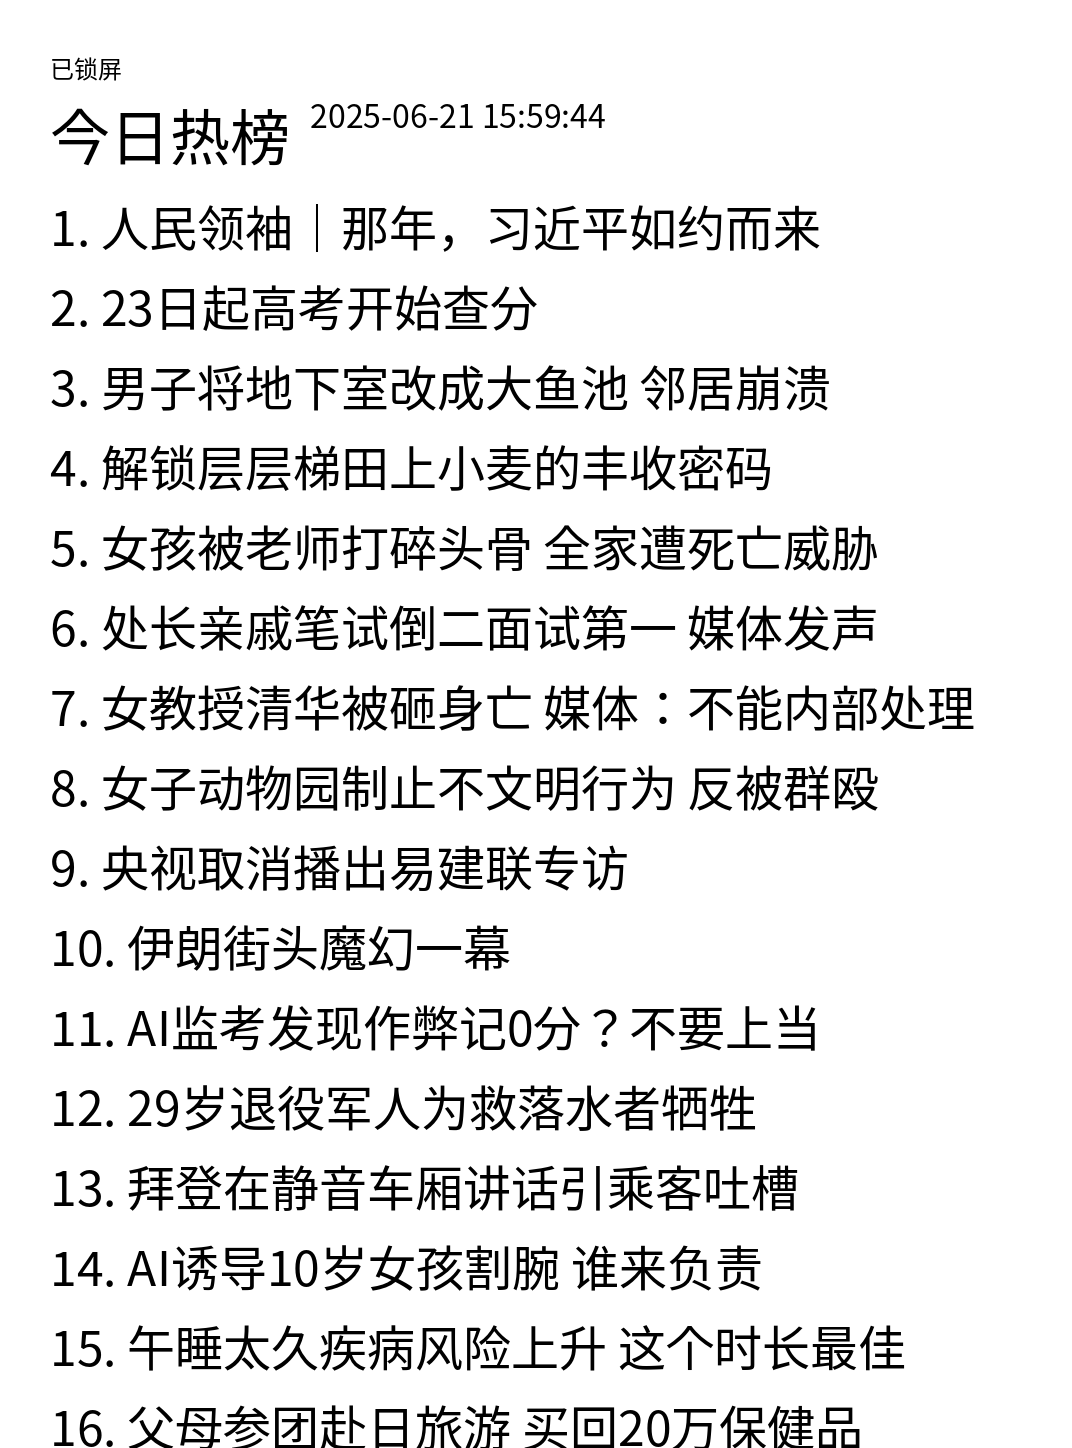 已锁屏
今日热榜 2025-06-21 15:59:44
1. 人民领袖｜那年，习近平如约而来
2. 23日起高考开始查分
3. 男子将地下室改成大鱼池 邻居崩溃
4. 解锁层层梯田上小麦的丰收密码
5. 女孩被老师打碎头骨 全家遭死亡威胁
6. 处长亲戚笔试倒二面试第一 媒体发声
7. 女教授清华被砸身亡 媒体：不能内部处理
8. 女子动物园制止不文明行为 反被群殴
9. 央视取消播出易建联专访
10. 伊朗街头魔幻一幕
11. AI监考发现作弊记0分？不要上当
12. 29岁退役军人为救落水者牺牲
13. 拜登在静音车厢讲话引乘客吐槽
14. AI诱导10岁女孩割腕 谁来负责
15. 午睡太久疾病风险上升 这个时长最佳
16. 父母参团赴日旅游 买回20万保健品